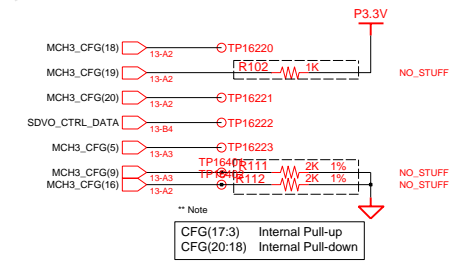 P3.3V
MCH3_CFG(18) 13-A2 TP16220
MCH3_CFG(19) 13-A2 R102 1K NO_STUFF
MCH3_CFG(20) 13-A2 TP16221
SDVO_CTRL_DATA 13-B4 TP16222
MCH3_CFG(5) 13-A3 TP16223
MCH3_CFG(9) 13-A3 TP16401 R111 2K 1% NO_STUFF
MCH3_CFG(16) 13-A2 R112 2K 1% NO_STUFF
** Note
CFG(17:3) Internal Pull-up
CFG(20:18) Internal Pull-down